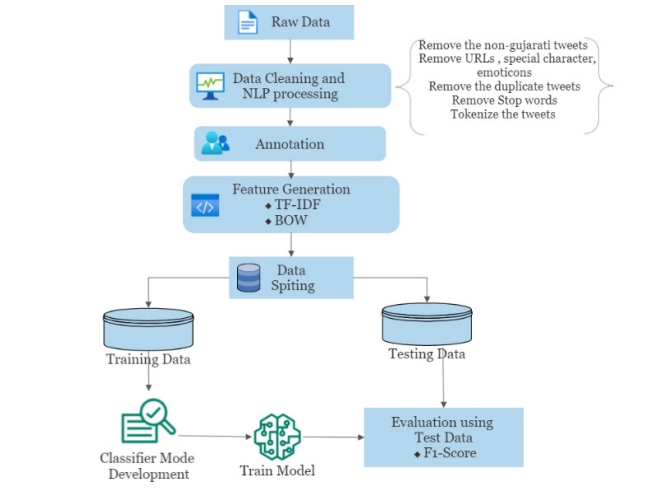 Raw Data
Data Cleaning and
NLP processing
Remove the non-gujarati tweets
Remove URLs , special character,
emoticons
Remove the duplicate tweets
Remove Stop words
Tokenize the tweets
Annotation
Feature Generation
◆ TF-IDF
◆ BOW
Data
Spiting
Training Data
Testing Data
Classifier Mode
Development
Train Model
Evaluation using
Test Data
◆ F1-Score